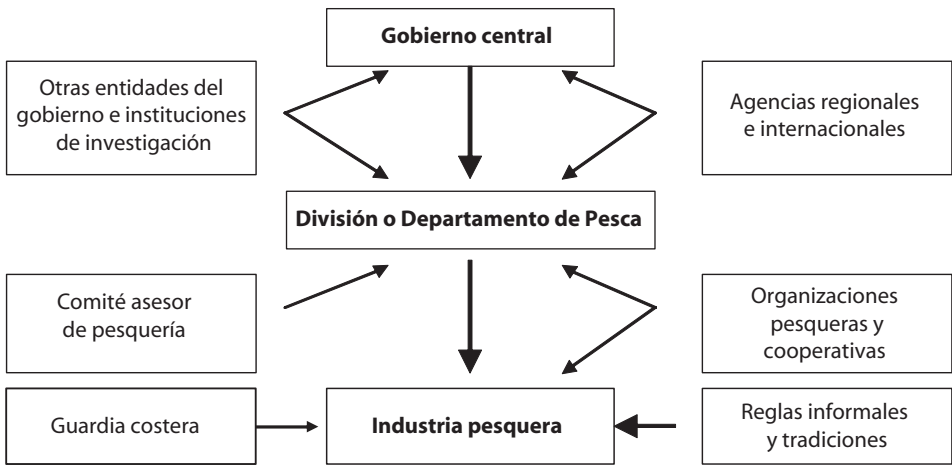 Gobierno central
Otras entidades del
gobierno e instituciones
de investigación
Agencias regionales
e internacionales
División o Departamento de Pesca
Comité asesor
de pesquería
Organizaciones
pesqueras y
cooperativas
Guardia costera
Industria pesquera
Reglas informales
y tradiciones